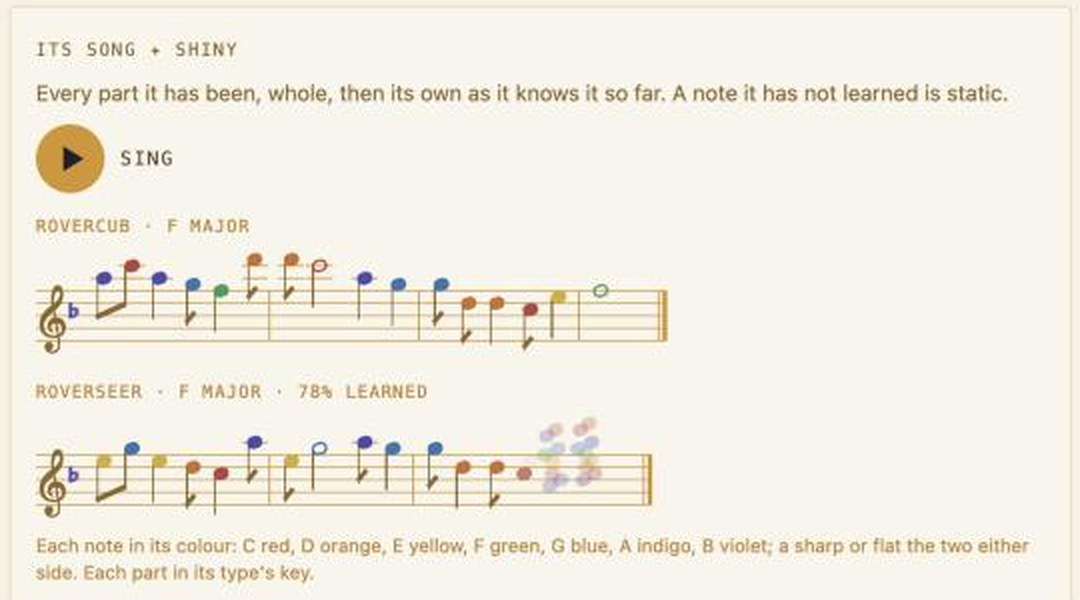 ITS SONG + SHINY
Every part it has been, whole, then its own as it knows it so far. A note it has not learned is static.
SING
ROVERCUB · F MAJOR
ROVERSEER · F MAJOR · 78% LEARNED
Each note in its colour: C red, D orange, E yellow, F green, G blue, A indigo, B violet; a sharp or flat the two either
side. Each part in its type's key.